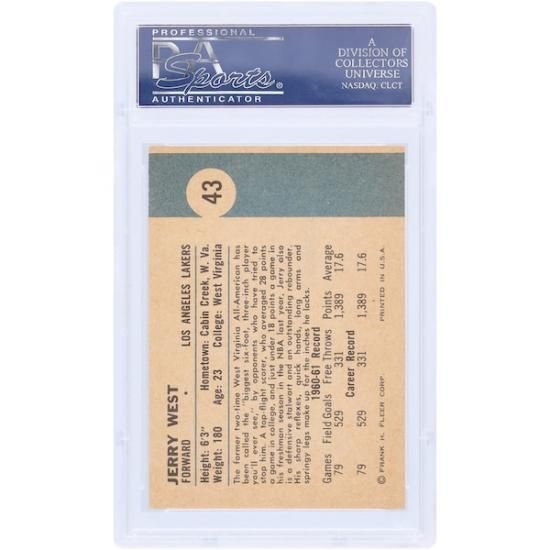 PROFESSIONAL
PSA
Sports®
AUTHENTICATOR
A
DIVISION OF
COLLECTORS
UNIVERSE
NASDAQ: CLCT
43
JERRY WEST
FORWARD • LOS ANGELES LAKERS
Height: 6'3" Hometown: Cabin Creek, W. Va.
Weight: 180 Age: 23 College: West Virginia
The former two-time West Virginia All-American has
been called the "biggest six-foot, three-inch player
you'll ever see," by opponents who have tried to
stop him. A top-flight scorer, who averaged 28 points
a game in college, and just under 18 points a game in
his freshman season in the NBA last year, Jerry also
is a defensive stalwart and an outstanding rebounder.
His sharp reflexes, quick hands, long arms and
springy legs make up for the inches he lacks.
1960-61 Record
Games Field Goals Free Throws Points Average
79 529 331 1,389 17.6
Career Record
79 529 331 1,389 17.6
© FRANK H. FLEER CORP. PRINTED IN U.S.A.